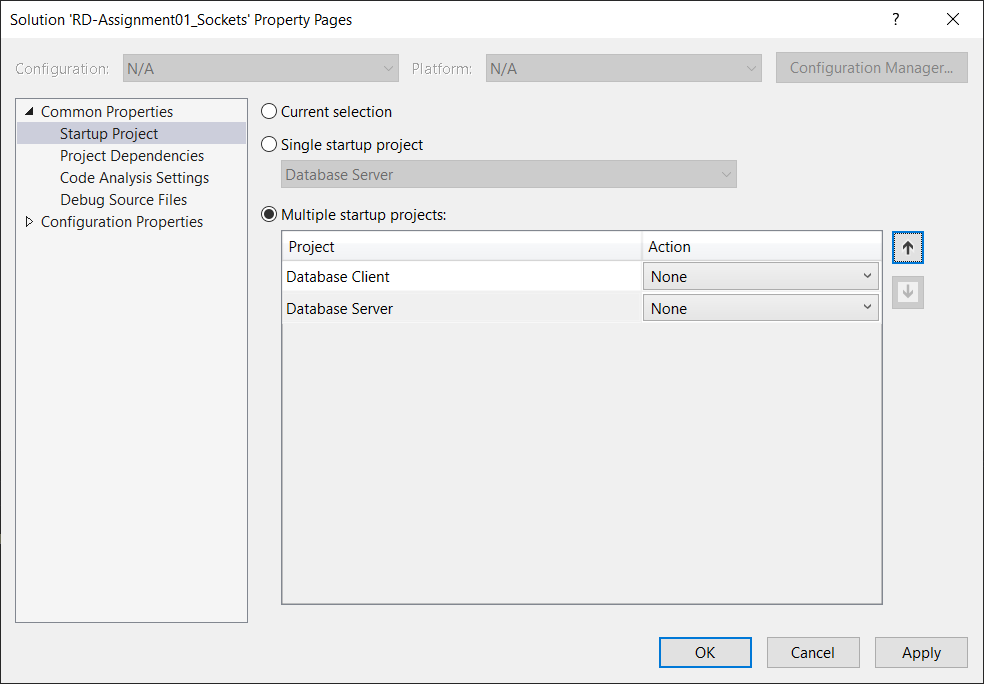 Solution 'RD-Assignment01_Sockets' Property Pages
?
Configuration: N/A Platform: N/A Configuration Manager...
Common Properties
Startup Project
Project Dependencies
Code Analysis Settings
Debug Source Files
Configuration Properties
Current selection
Single startup project
Database Server
Multiple startup projects:
Project Action
Database Client None
Database Server None
OK Cancel Apply